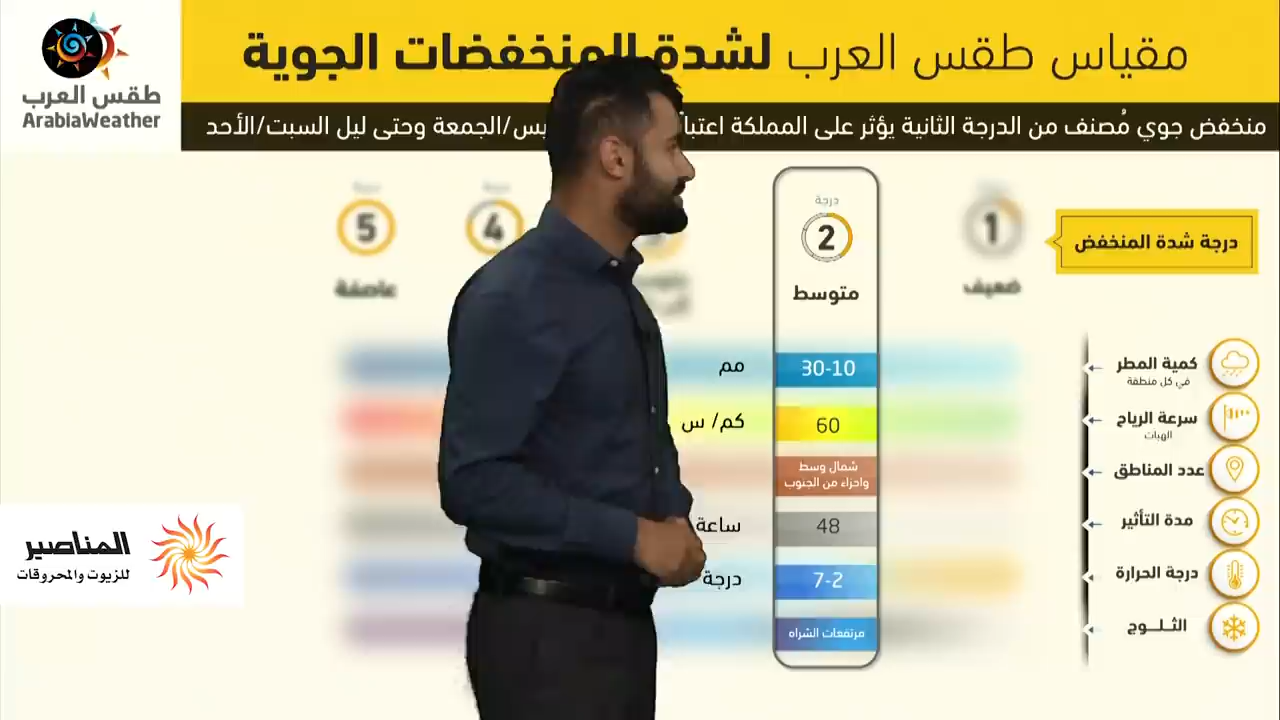 مقياس طقس العرب لشدة المنخفضات الجوية
طقس العرب
ArabiaWeather
منخفض جوي مُصنف من الدرجة الثانية يؤثر على المملكة /الجمعة وحتى ليل السبت/الأحد
درجة شدة المنخفض
1
ضعيف
درجة
2
متوسط
4
5
عاصفة
كمية المطر
في كل منطقة
30-10
مم
سرعة الرياح
الهبات
60
كم/ س
عدد المناطق
شمال وسط
واجزاء من الجنوب
مدة التأثير
48
ساعة
درجة الحرارة
7-2
درجة
الثلوج
مرتفعات الشراه
المناصير
للزيوت والمحروقات